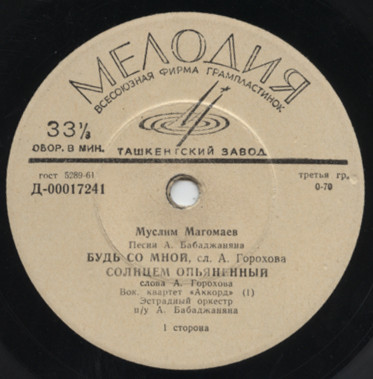 МЕЛОДИЯ
ВСЕСОЮЗНАЯ ФИРМА ГРАМПЛАСТИНОК
33⅓
ОБОР. В МИН.
ТАШКЕНТСКИЙ ЗАВОД
гост 5289-61
третья гр.
Д-00017241
0-70
Муслим Магомаев
Песни А. Бабаджаняна
БУДЬ СО МНОЙ, сл. А. Горохова
СОЛНЦЕМ ОПЬЯНЕННЫЙ
слова А. Горохова
Вок. квартет «Аккорд» (1)
Эстрадный оркестр
п/у А. Бабаджаняна
1 сторона